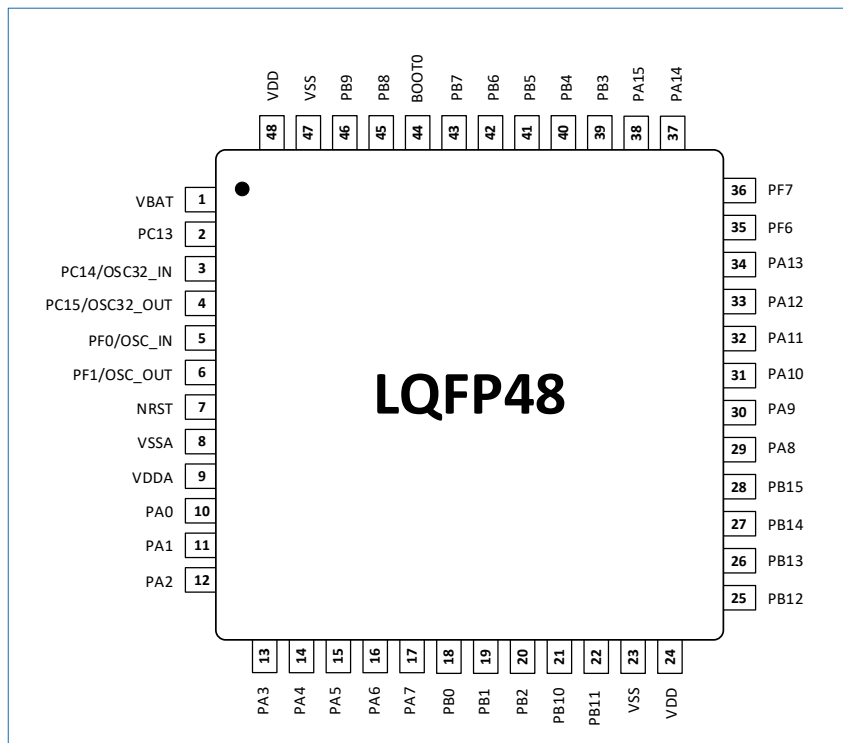 VDD
VSS
PB9
PB8
BOOT0
PB7
PB6
PB5
PB4
PB3
PA15
PA14
48
47
46
45
44
43
42
41
40
39
38
37
VBAT 1
PC13 2
PC14/OSC32_IN 3
PC15/OSC32_OUT 4
PF0/OSC_IN 5
PF1/OSC_OUT 6
NRST 7
VSSA 8
VDDA 9
PA0 10
PA1 11
PA2 12
LQFP48
36 PF7
35 PF6
34 PA13
33 PA12
32 PA11
31 PA10
30 PA9
29 PA8
28 PB15
27 PB14
26 PB13
25 PB12
13
14
15
16
17
18
19
20
21
22
23
24
PA3
PA4
PA5
PA6
PA7
PB0
PB1
PB2
PB10
PB11
VSS
VDD